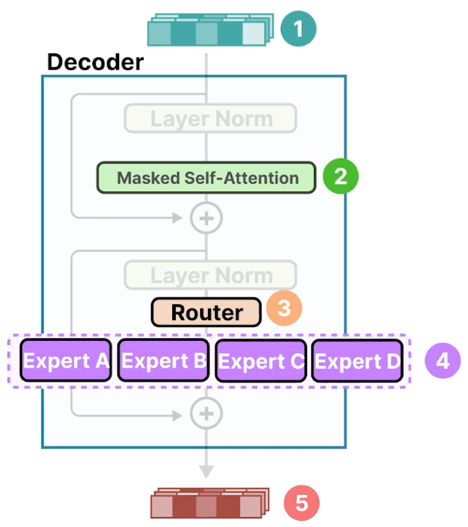 1
Decoder
Layer Norm
Masked Self-Attention
2
Layer Norm
Router
3
Expert A
Expert B
Expert C
Expert D
4
5